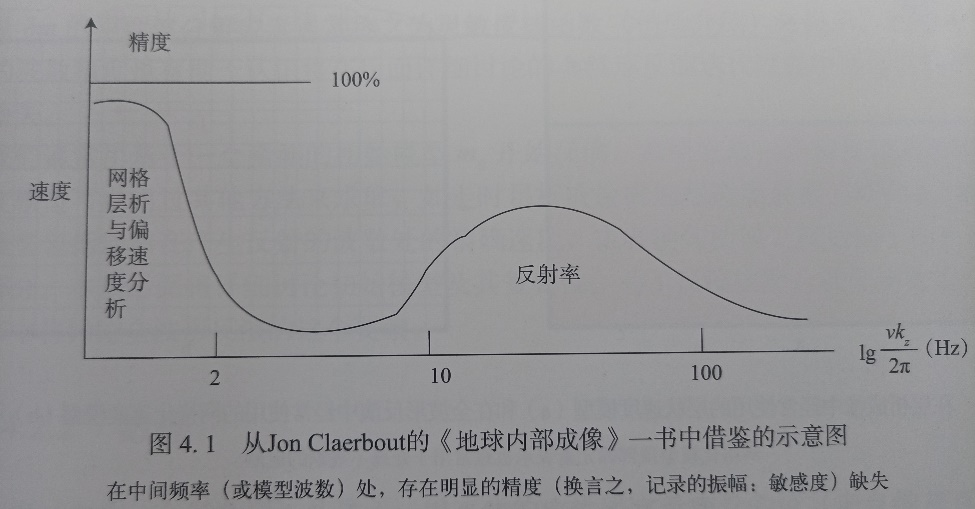 精度
100%
速度
网格
层析
与偏
移速
度分
析
反射率
2
10
100
lg vk_z/2π (Hz)
图 4. 1 从Jon Claerbout的《地球内部成像》一书中借鉴的示意图
在中间频率（或模型波数）处，存在明显的精度（换言之，记录的振幅；敏感度）缺失